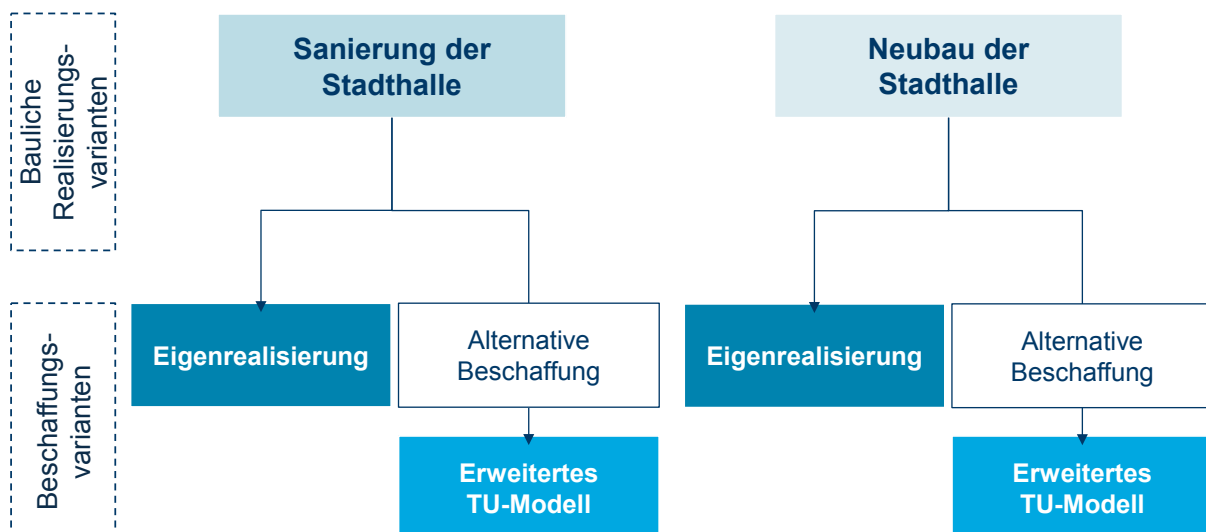 Bauliche
Realisierungs-
varianten
Sanierung der
Stadthalle
Neubau der
Stadthalle
Beschaffungs-
varianten
Eigenrealisierung
Alternative
Beschaffung
Eigenrealisierung
Alternative
Beschaffung
Erweitertes
TU-Modell
Erweitertes
TU-Modell